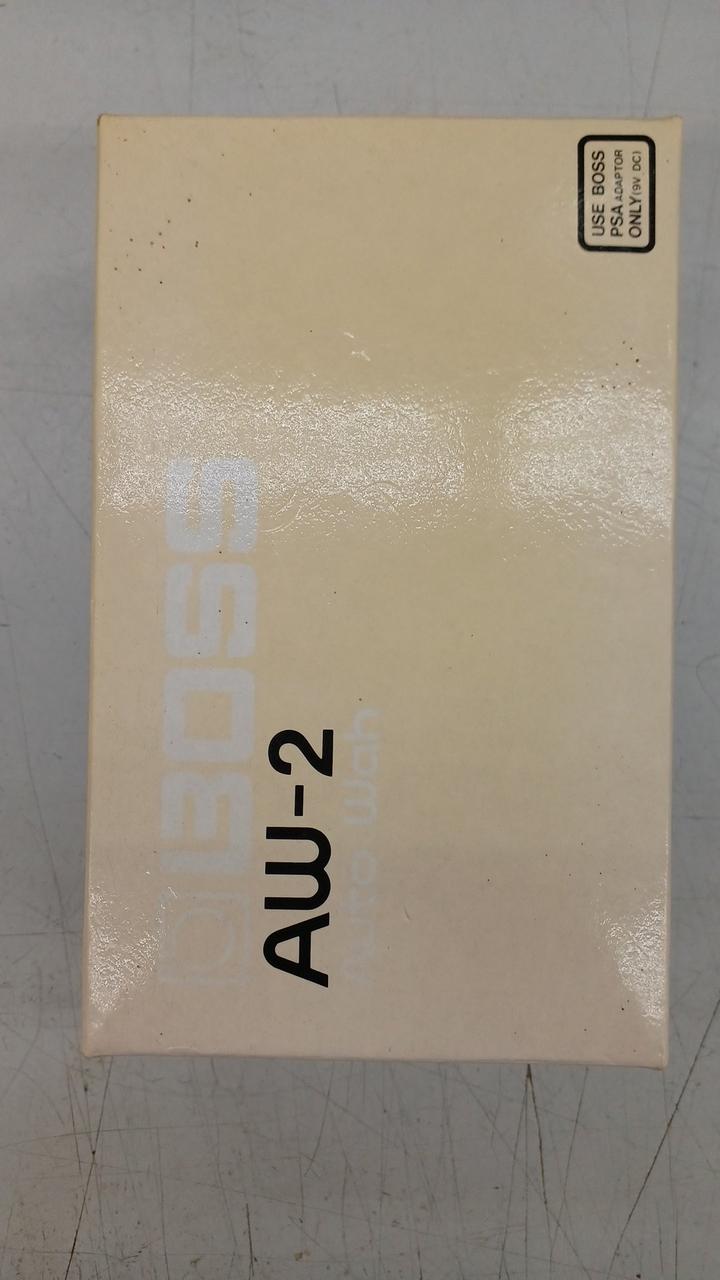 USE BOSS
PSA ADAPTOR
ONLY (9V DC)
BOSS
AW-2
Auto Wah